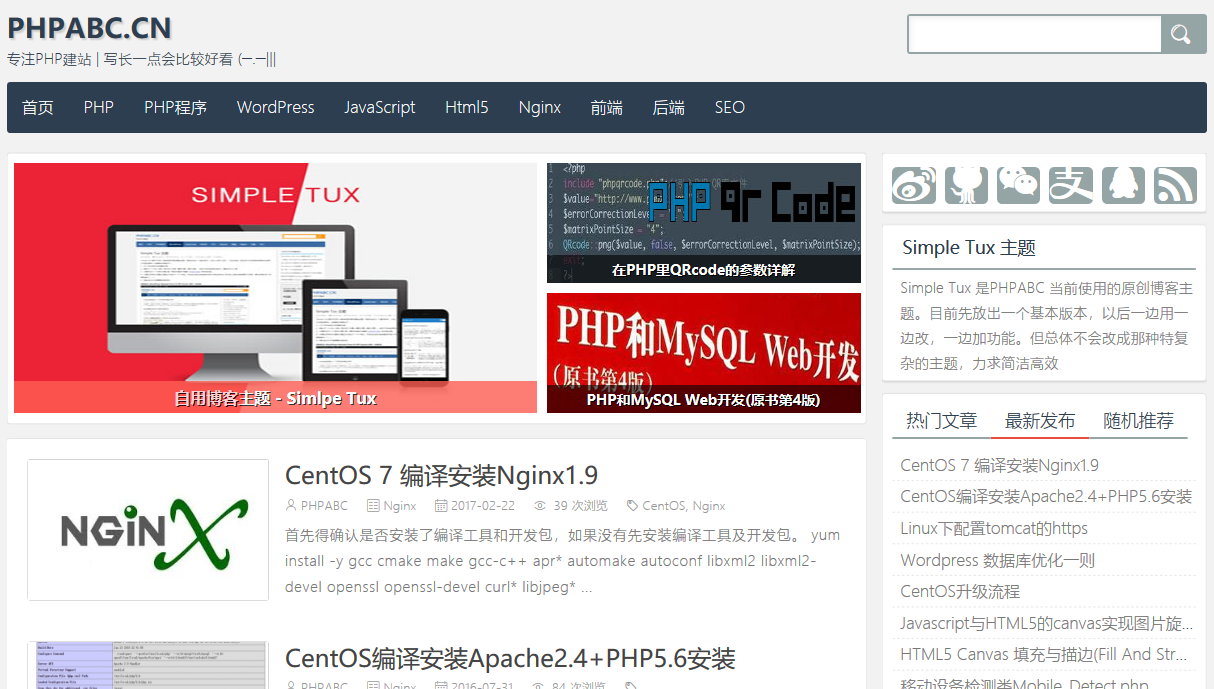 PHPABC.CN
专注PHP建站 | 写长一点会比较好看 (─.─|||
首页 PHP PHP程序 WordPress JavaScript Html5 Nginx 前端 后端 SEO
SIMPLE TUX
自用博客主题 - Simlpe Tux
1 <?php
2 include "phpqrcode.php";
3 $value="http://www.p
4 $errorCorrectionLeve
5 $matrixPointSize = "4";
6 QRcode::png($value, false, $errorCorrectionLevel, $matrixPointSize);
PHP qr Code
在PHP里QRcode的参数详解
PHP和MySQL Web开发
(原书第4版)
PHP和MySQL Web开发(原书第4版)
Simple Tux 主题
Simple Tux 是PHPABC 当前使用的原创博客主
题。目前先放出一个基本版本，以后一边用一
边改，一边加功能。但总体不会改成那种特复
杂的主题，力求简洁高效
热门文章 最新发布 随机推荐
CentOS 7 编译安装Nginx1.9
CentOS编译安装Apache2.4+PHP5.6安装
Linux下配置tomcat的https
Wordpress 数据库优化一则
CentOS升级流程
Javascript与HTML5的canvas实现图片旋...
HTML5 Canvas 填充与描边(Fill And Str...
移动设备检测类Mobile_Detect.php
NGiNX
CentOS 7 编译安装Nginx1.9
PHPABC Nginx 2017-02-22 39 次浏览 CentOS, Nginx
首先得确认是否安装了编译工具和开发包，如果没有先安装编译工具及开发包。 yum
install -y gcc cmake make gcc-c++ apr* automake autoconf libxml2 libxml2-
devel openssl openssl-devel curl* libjpeg* ...
CentOS编译安装Apache2.4+PHP5.6安装
PHPABC Nginx 2016-07-31 84 次浏览